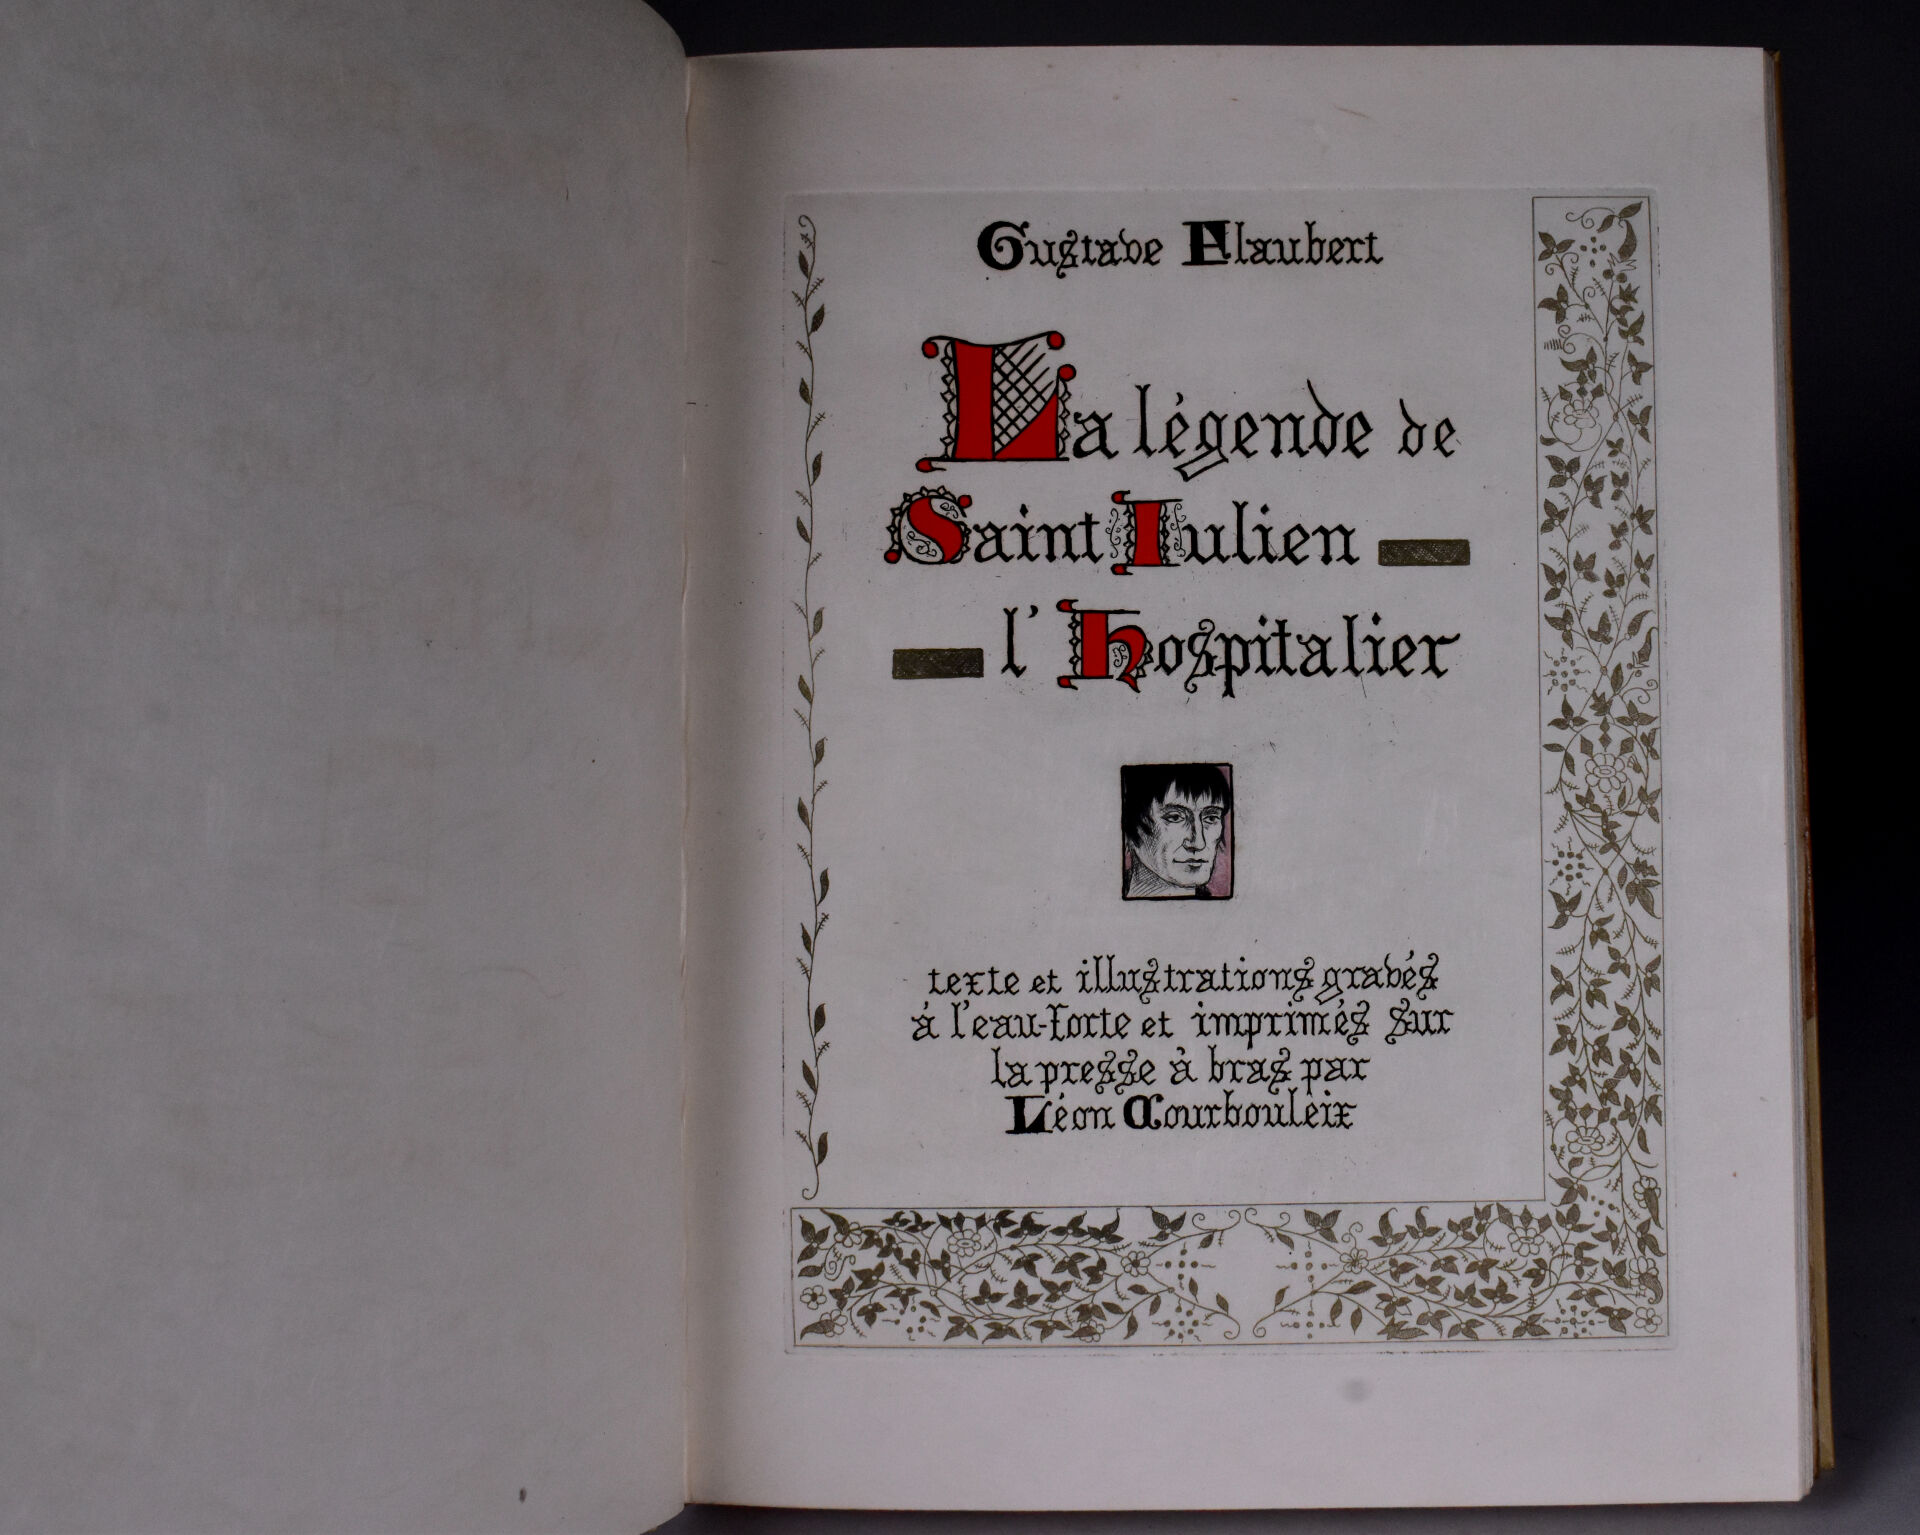 Gustave Flaubert
La légende de
Saint Iulien
l'hospitalier
texte et illustrations gravés
à l'eau-forte et imprimés sur
la presse à bras par
Léon Courbouleix